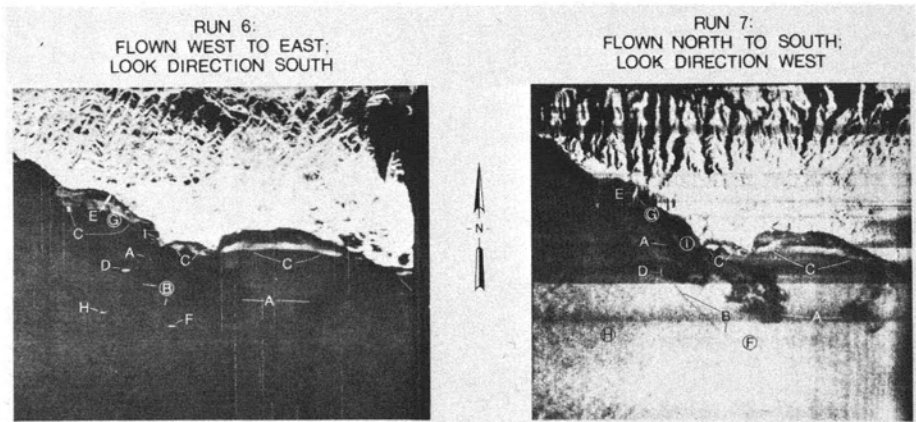 RUN 6:
FLOWN WEST TO EAST;
LOOK DIRECTION SOUTH
E
G
C
I
A
C
C
D
B
A
H
F
N
RUN 7:
FLOWN NORTH TO SOUTH;
LOOK DIRECTION WEST
E
G
A
I
C
C
D
B
A
H
F